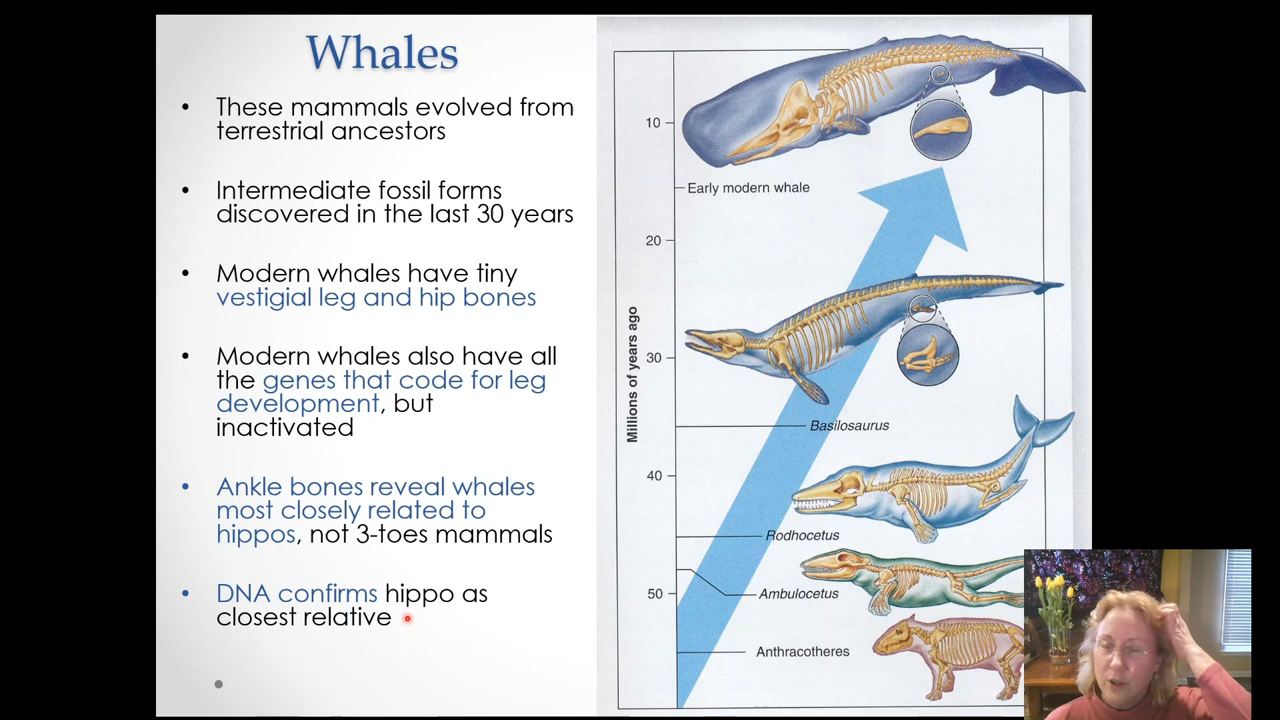 Whales
• These mammals evolved from
terrestrial ancestors
• Intermediate fossil forms
discovered in the last 30 years
• Modern whales have tiny
vestigial leg and hip bones
• Modern whales also have all
the genes that code for leg
development, but
inactivated
• Ankle bones reveal whales
most closely related to
hippos, not 3-toes mammals
• DNA confirms hippo as
closest relative
Millions of years ago
10
Early modern whale
20
30
Basilosaurus
40
Rodhocetus
50
Ambulocetus
Anthracotheres